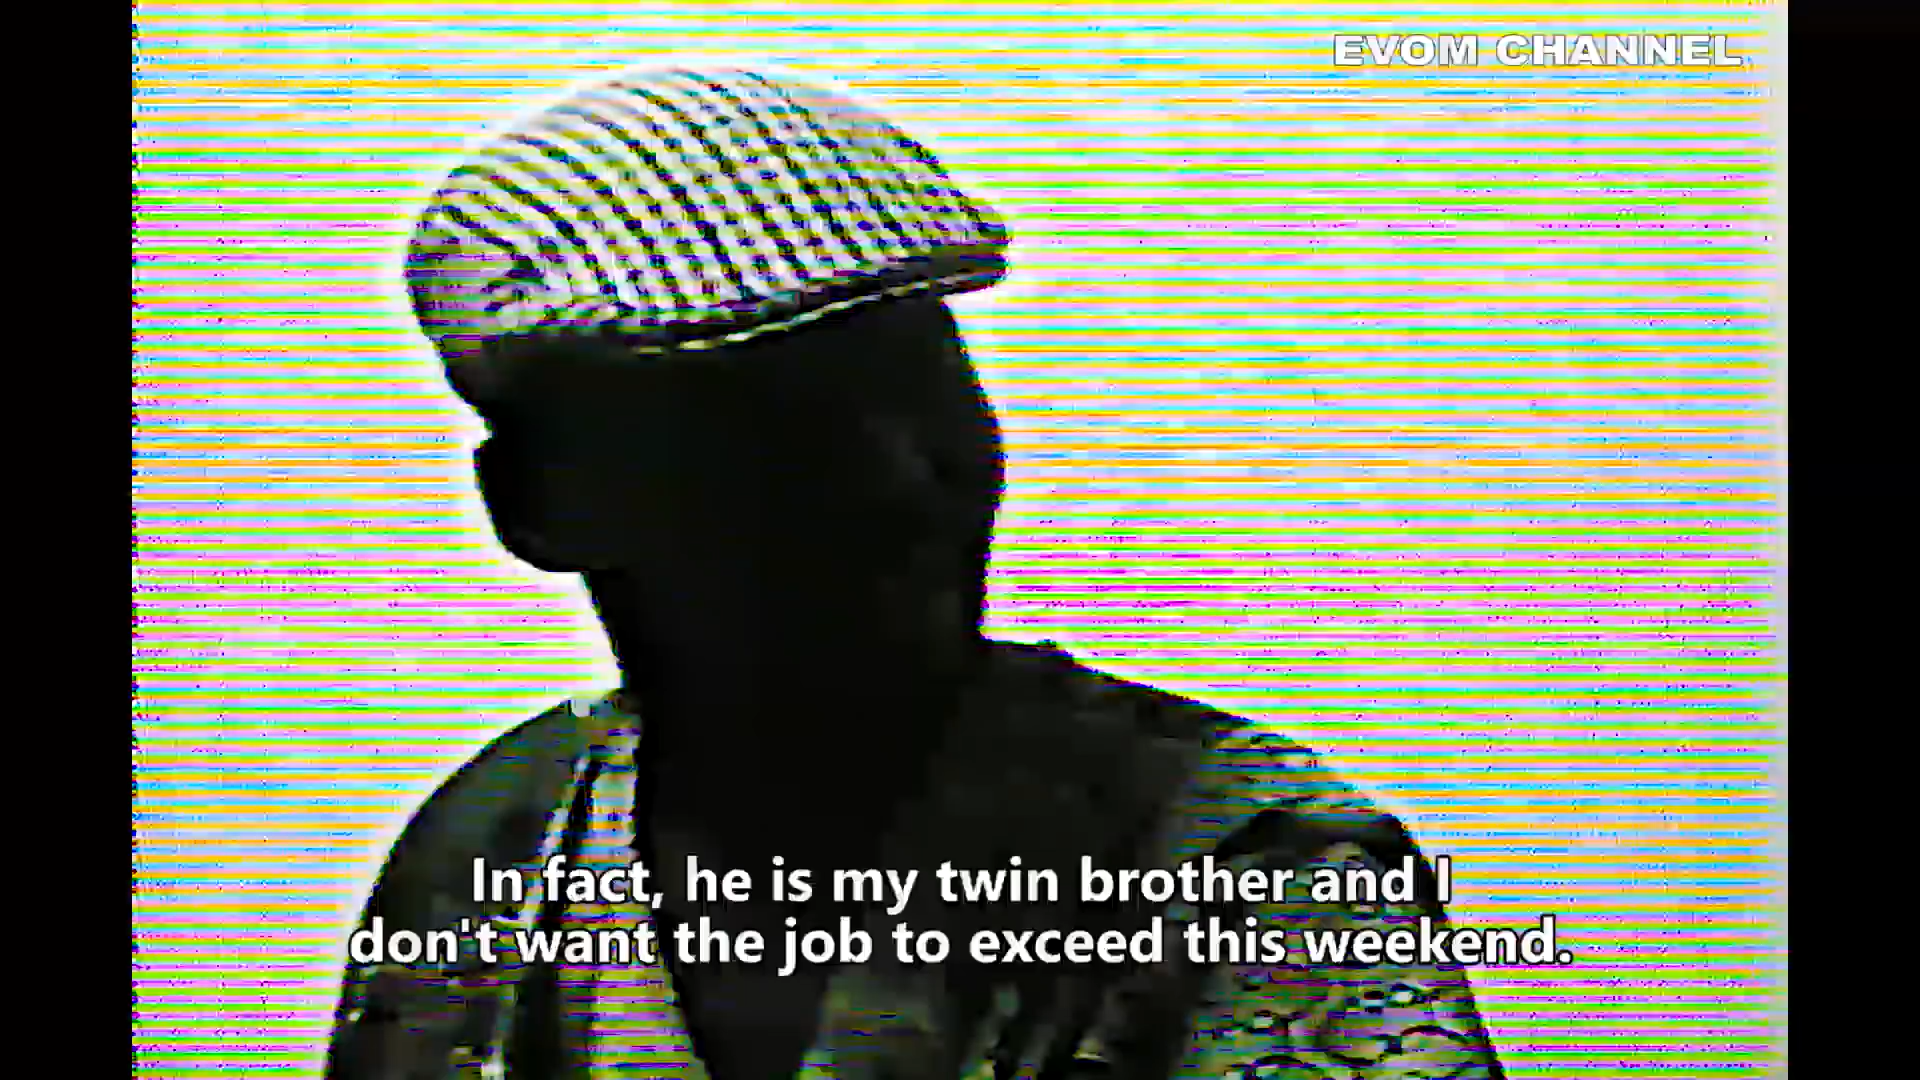 EVOM CHANNEL
In fact, he is my twin brother and I
don't want the job to exceed this weekend.